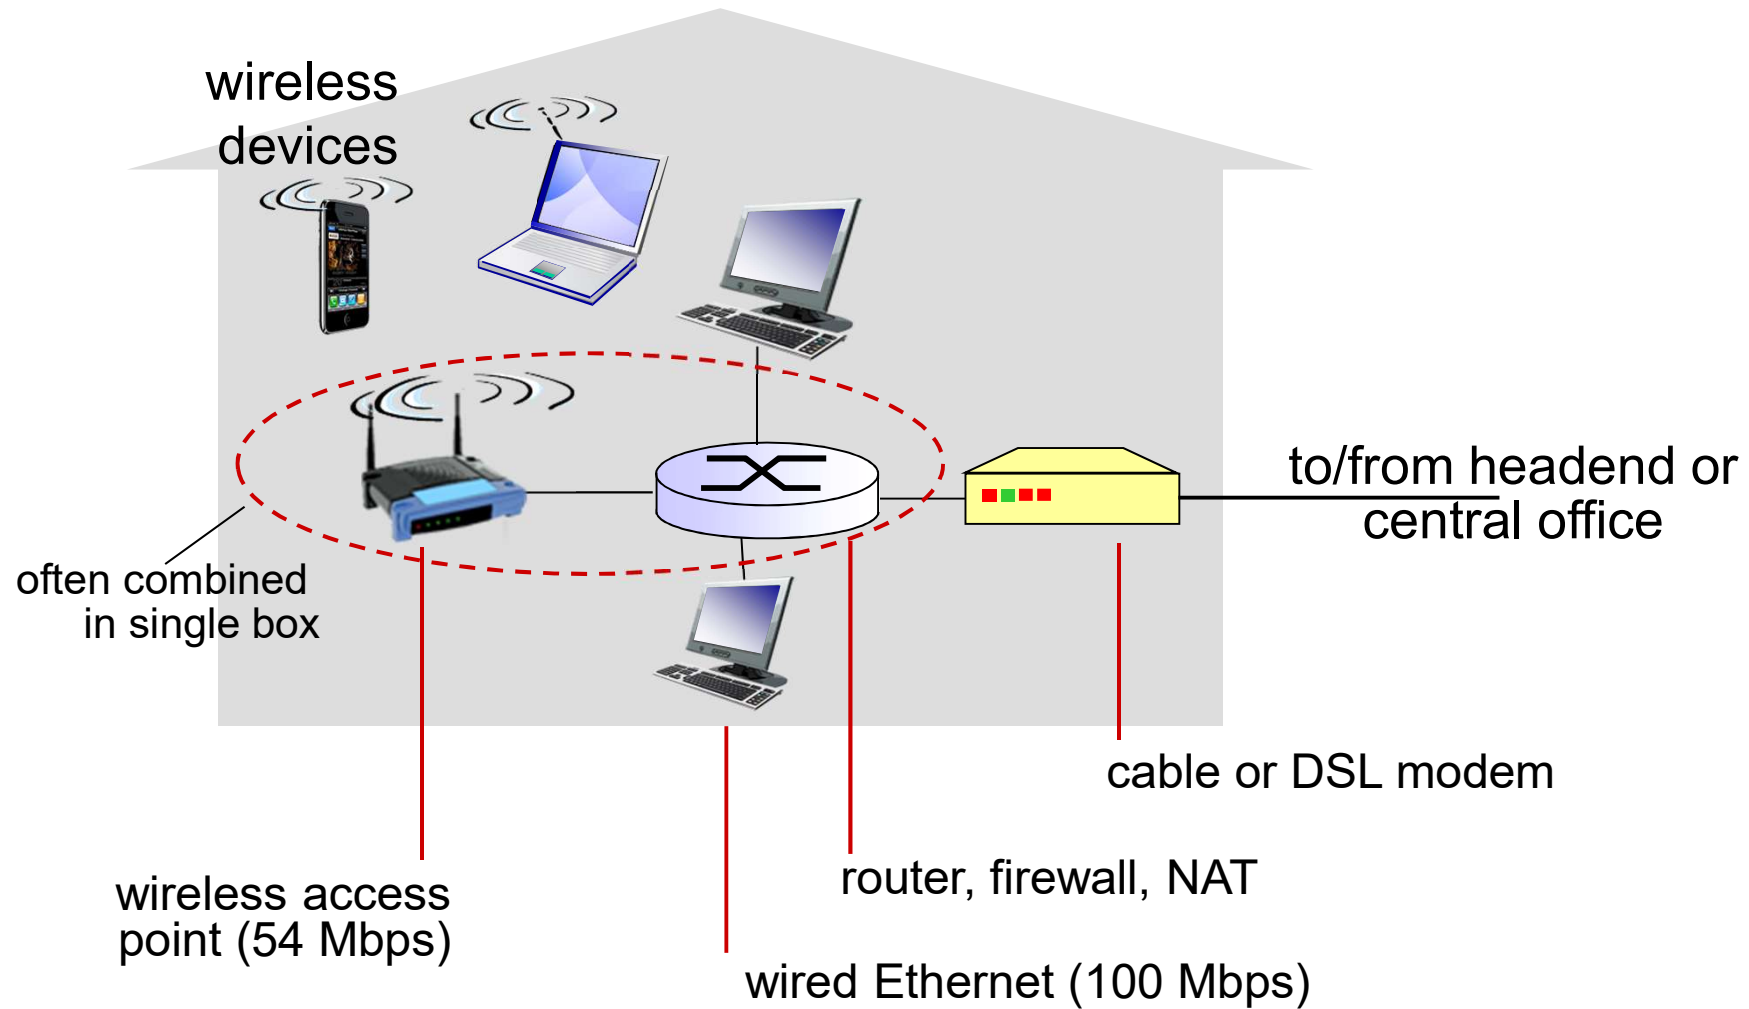 wireless
devices
to/from headend or
central office
often combined
in single box
cable or DSL modem
router, firewall, NAT
wireless access
point (54 Mbps)
wired Ethernet (100 Mbps)